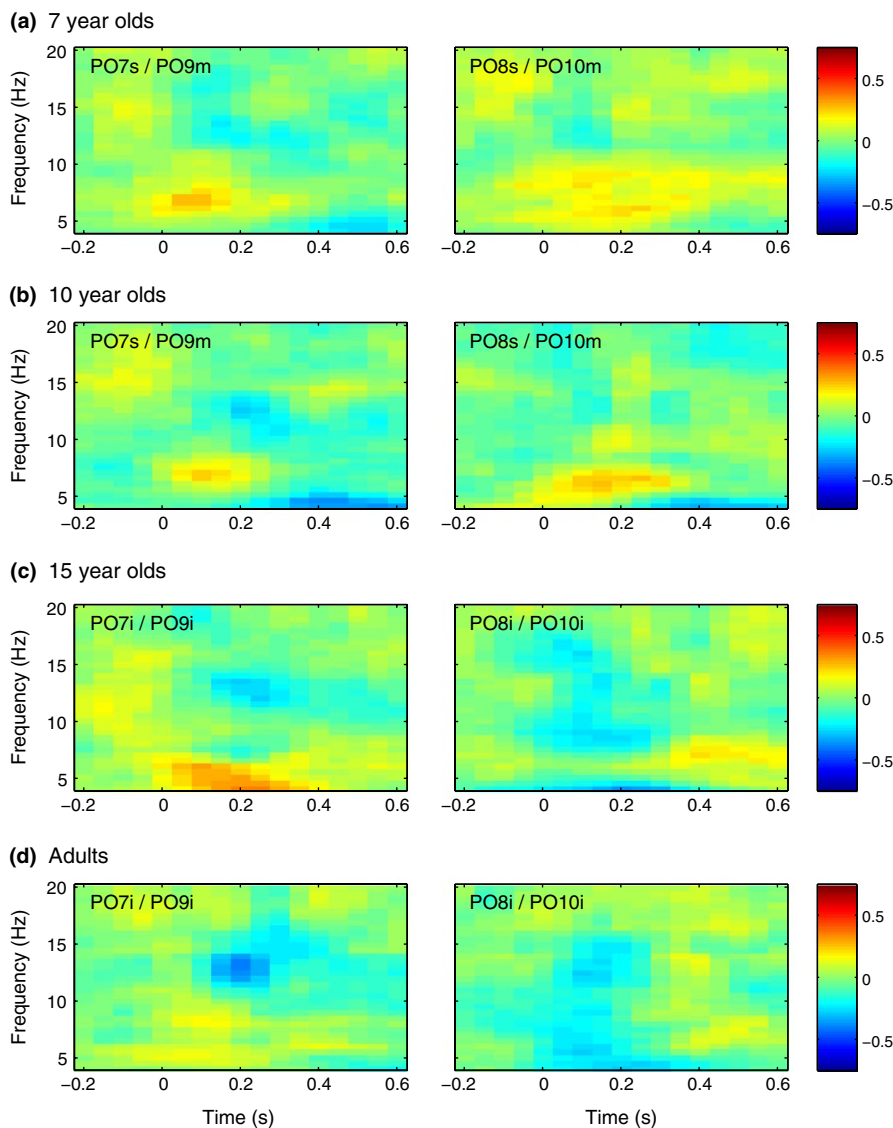 (a) 7 year olds
PO7s / PO9m
PO8s / PO10m
Frequency (Hz)
20
15
10
5
−0.2 0 0.2 0.4 0.6
−0.2 0 0.2 0.4 0.6
0.5
0
−0.5
(b) 10 year olds
PO7s / PO9m
PO8s / PO10m
Frequency (Hz)
20
15
10
5
−0.2 0 0.2 0.4 0.6
−0.2 0 0.2 0.4 0.6
0.5
0
−0.5
(c) 15 year olds
PO7i / PO9i
PO8i / PO10i
Frequency (Hz)
20
15
10
5
−0.2 0 0.2 0.4 0.6
−0.2 0 0.2 0.4 0.6
0.5
0
−0.5
(d) Adults
PO7i / PO9i
PO8i / PO10i
Frequency (Hz)
20
15
10
5
−0.2 0 0.2 0.4 0.6
−0.2 0 0.2 0.4 0.6
0.5
0
−0.5
Time (s)
Time (s)